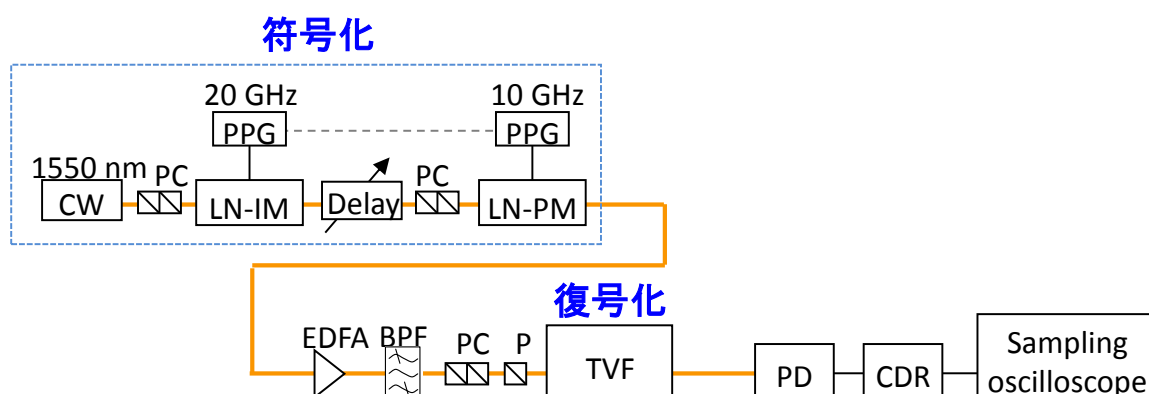 符号化
20 GHz
10 GHz
PPG
PPG
1550 nm
PC
PC
CW
LN-IM
Delay
LN-PM
復号化
EDFA
BPF
PC
P
TVF
PD
CDR
Sampling
oscilloscope